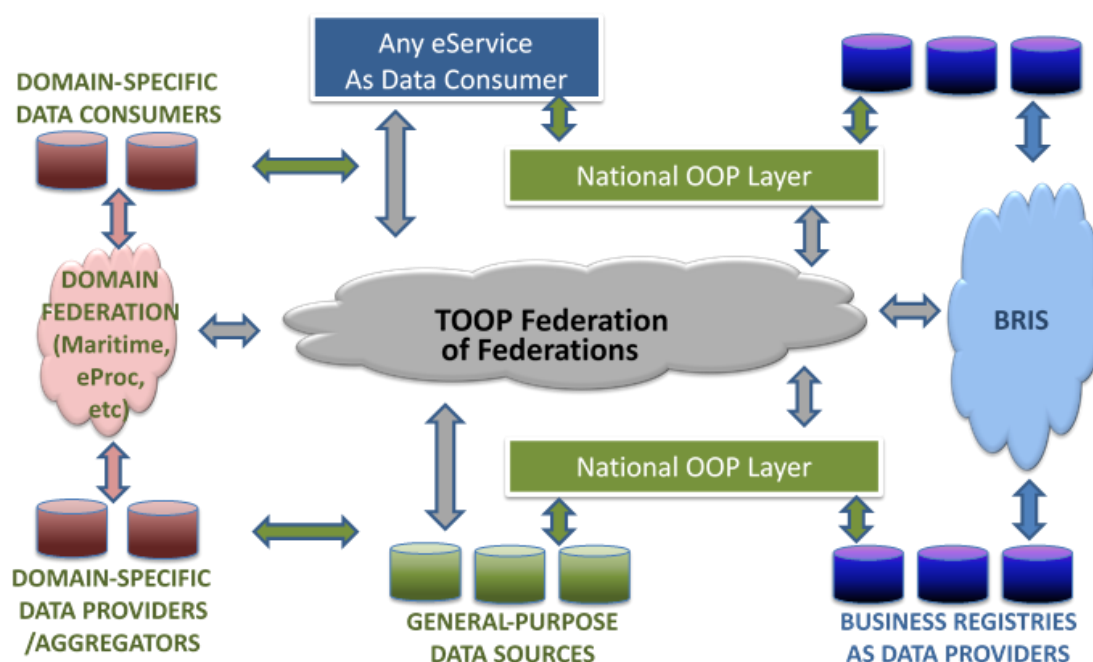 Any eService
As Data Consumer
DOMAIN-SPECIFIC
DATA CONSUMERS
National OOP Layer
DOMAIN
FEDERATION
(Maritime,
eProc,
etc)
TOOP Federation
of Federations
BRIS
National OOP Layer
DOMAIN-SPECIFIC
DATA PROVIDERS
/AGGREGATORS
GENERAL-PURPOSE
DATA SOURCES
BUSINESS REGISTRIES
AS DATA PROVIDERS